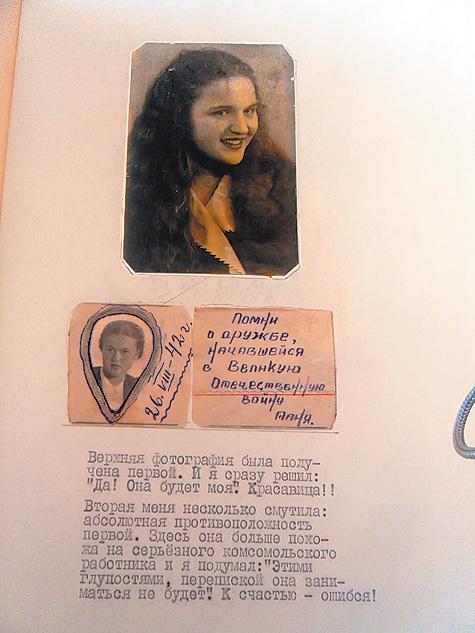 26. VIII-42 г.
Помни
о дружбе,
начавшейся
в Великую
Отечественную
войну
Таня.
Верхняя фотография была полу-
чена первой. И я сразу решил:
"Да! Она будет моя". Красавица!!
Вторая меня несколько смутила:
абсолютная противоположность
первой. Здесь она больше похо-
жа на серьёзного комсомольского
работника и я подумал:"Этими
глупостями, перепиской она зани-
маться не будет". К счастью - ошибся!